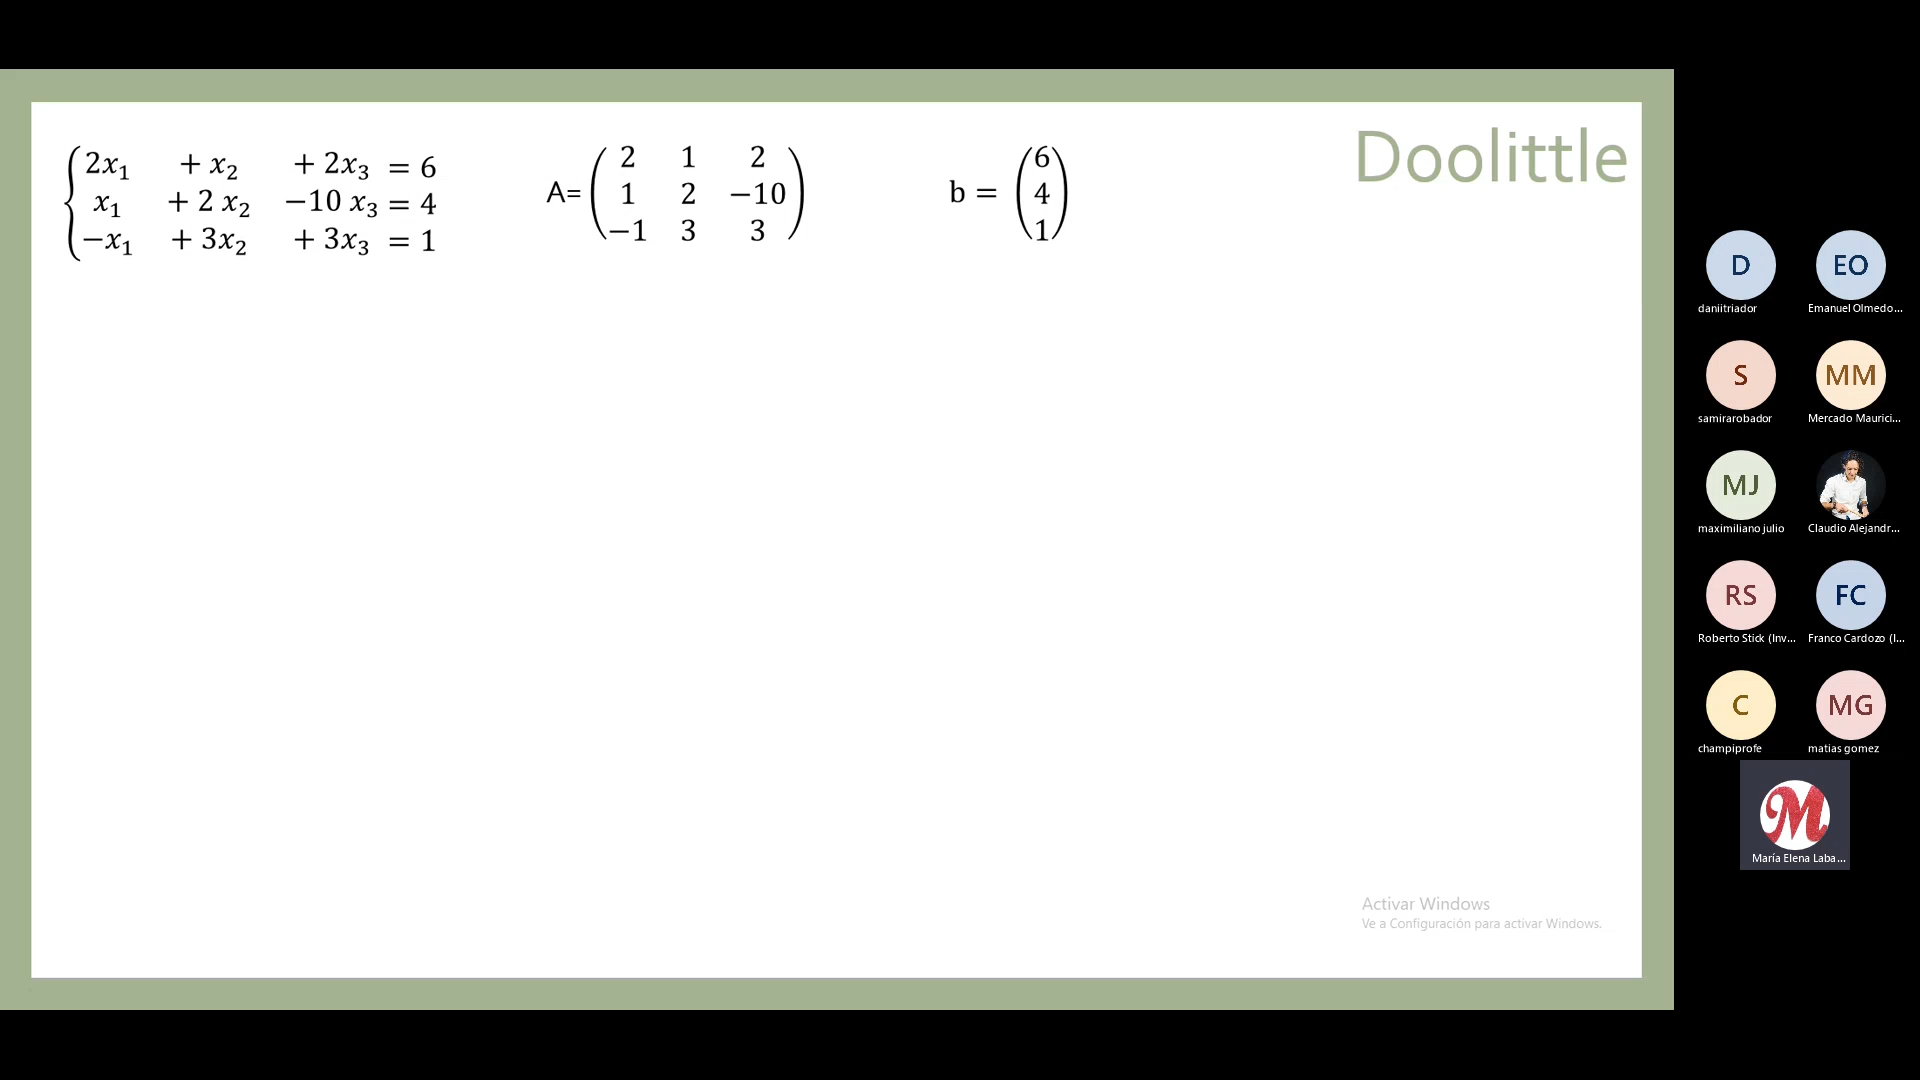 Doolittle
2x₁ + x₂ + 2x₃ = 6
x₁ + 2 x₂ −10 x₃ = 4
−x₁ + 3x₂ + 3x₃ = 1
A= ( 2 1 2
1 2 −10
−1 3 3 )
b = ( 6
4
1 )
D
daniitriador
EO
Emanuel Olmedo...
S
samirarobador
MM
Mercado Maurici...
MJ
maximiliano julio
Claudio Alejandr...
RS
Roberto Stick (Inv...
FC
Franco Cardozo (I...
C
champiprofe
MG
matias gomez
M
María Elena Laba...
Activar Windows
Ve a Configuración para activar Windows.